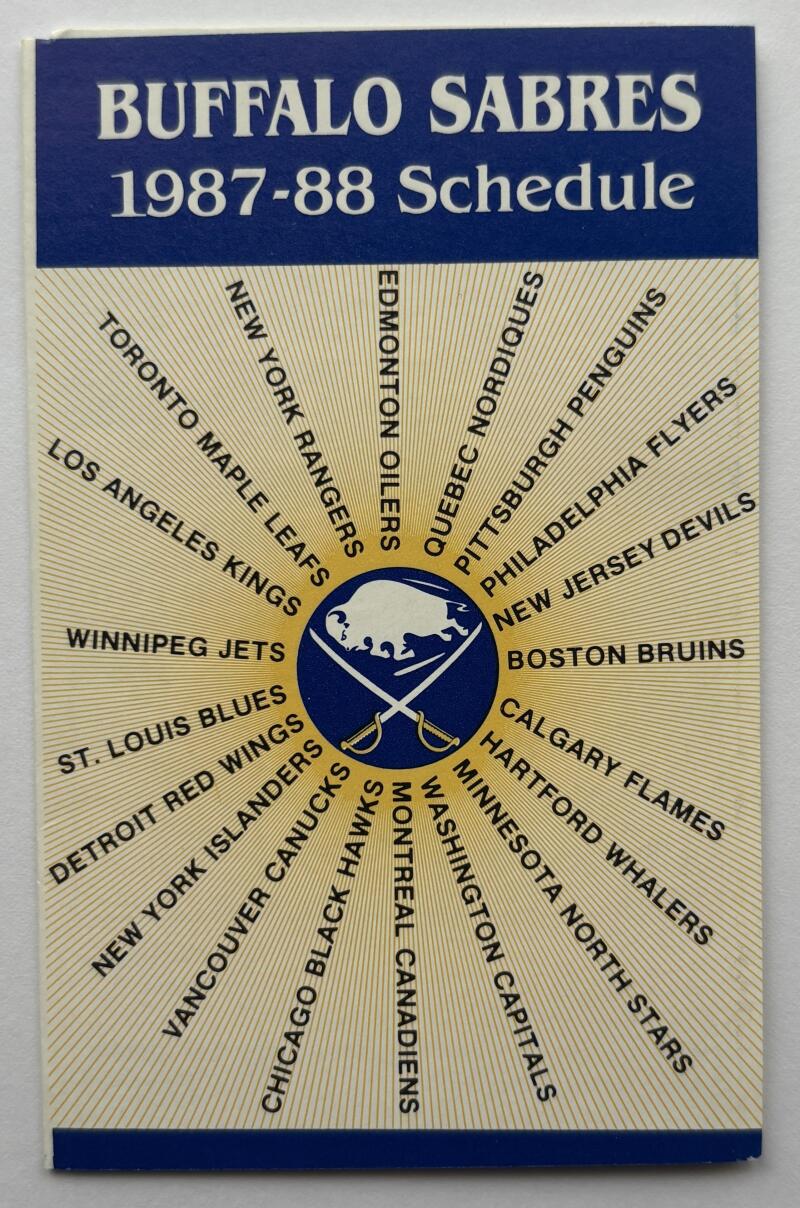 BUFFALO SABRES
1987-88 Schedule
EDMONTON OILERS
QUEBEC NORDIQUES
PITTSBURGH PENGUINS
PHILADELPHIA FLYERS
NEW JERSEY DEVILS
BOSTON BRUINS
CALGARY FLAMES
HARTFORD WHALERS
MINNESOTA NORTH STARS
WASHINGTON CAPITALS
MONTREAL CANADIENS
CHICAGO BLACK HAWKS
VANCOUVER CANUCKS
NEW YORK ISLANDERS
DETROIT RED WINGS
ST. LOUIS BLUES
WINNIPEG JETS
LOS ANGELES KINGS
TORONTO MAPLE LEAFS
NEW YORK RANGERS